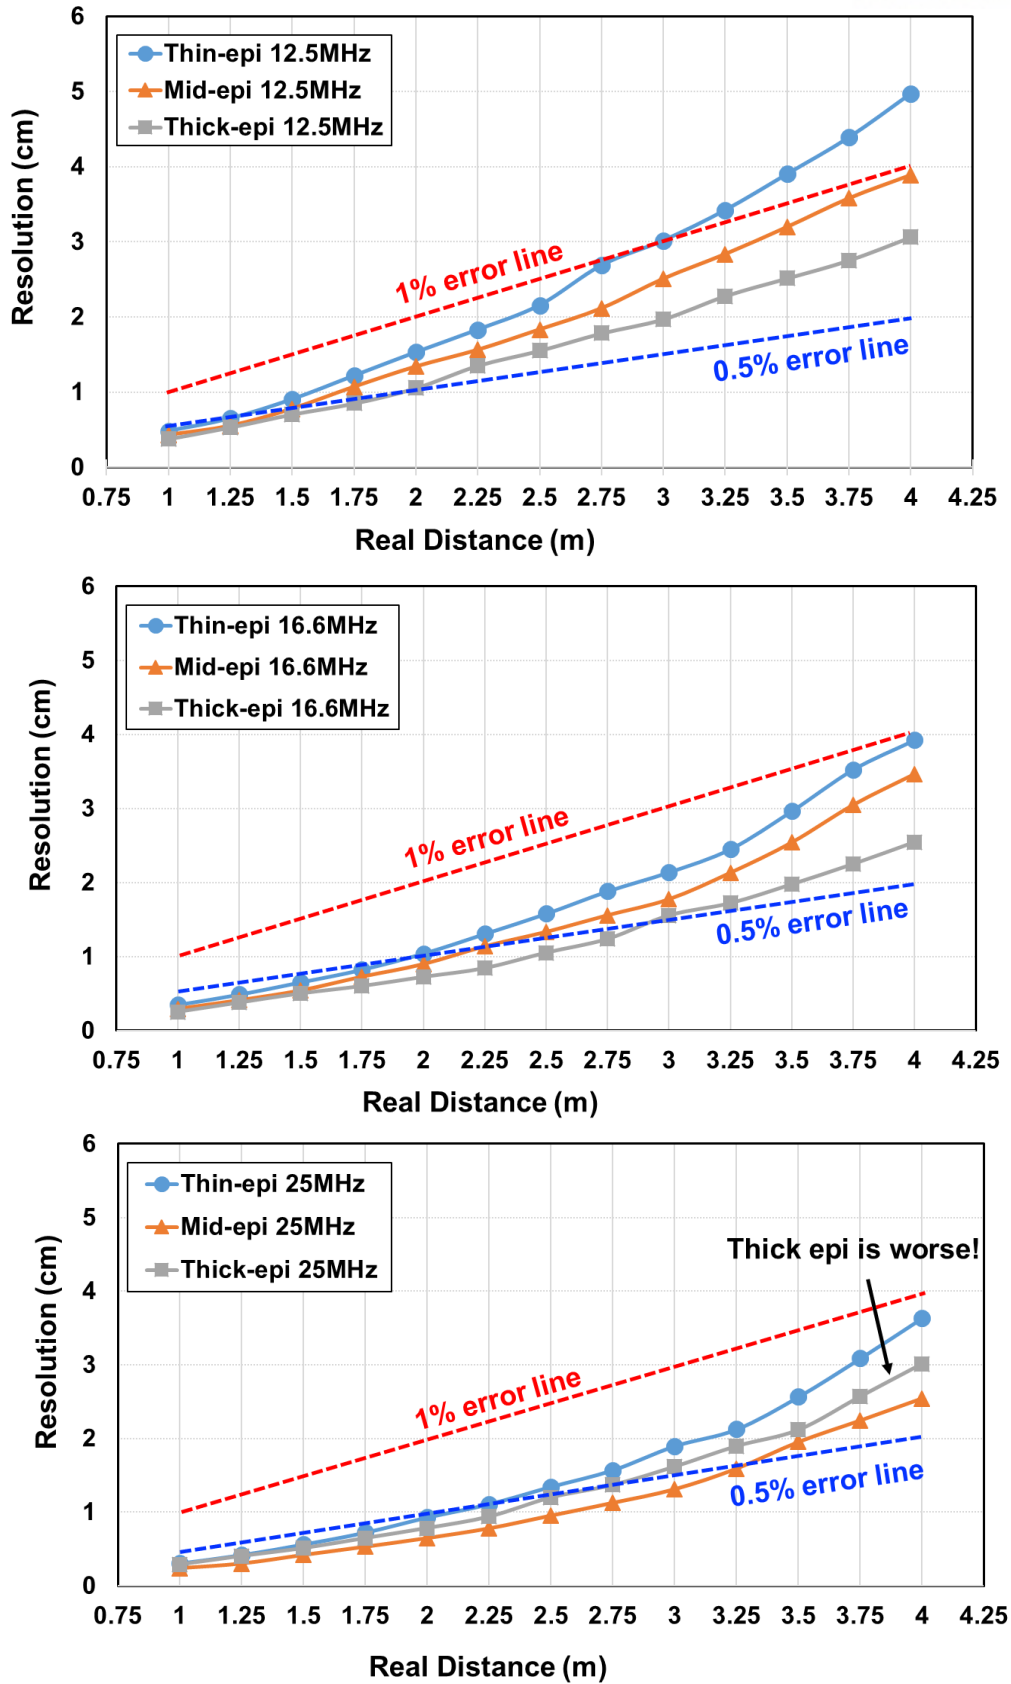 6
5
4
3
2
1
0
Resolution (cm)
Thin-epi 12.5MHz
Mid-epi 12.5MHz
Thick-epi 12.5MHz
1% error line
0.5% error line
0.75 1 1.25 1.5 1.75 2 2.25 2.5 2.75 3 3.25 3.5 3.75 4 4.25
Real Distance (m)
6
5
4
3
2
1
0
Resolution (cm)
Thin-epi 16.6MHz
Mid-epi 16.6MHz
Thick-epi 16.6MHz
1% error line
0.5% error line
0.75 1 1.25 1.5 1.75 2 2.25 2.5 2.75 3 3.25 3.5 3.75 4 4.25
Real Distance (m)
6
5
4
3
2
1
0
Resolution (cm)
Thin-epi 25MHz
Mid-epi 25MHz
Thick-epi 25MHz
Thick epi is worse!
1% error line
0.5% error line
0.75 1 1.25 1.5 1.75 2 2.25 2.5 2.75 3 3.25 3.5 3.75 4 4.25
Real Distance (m)